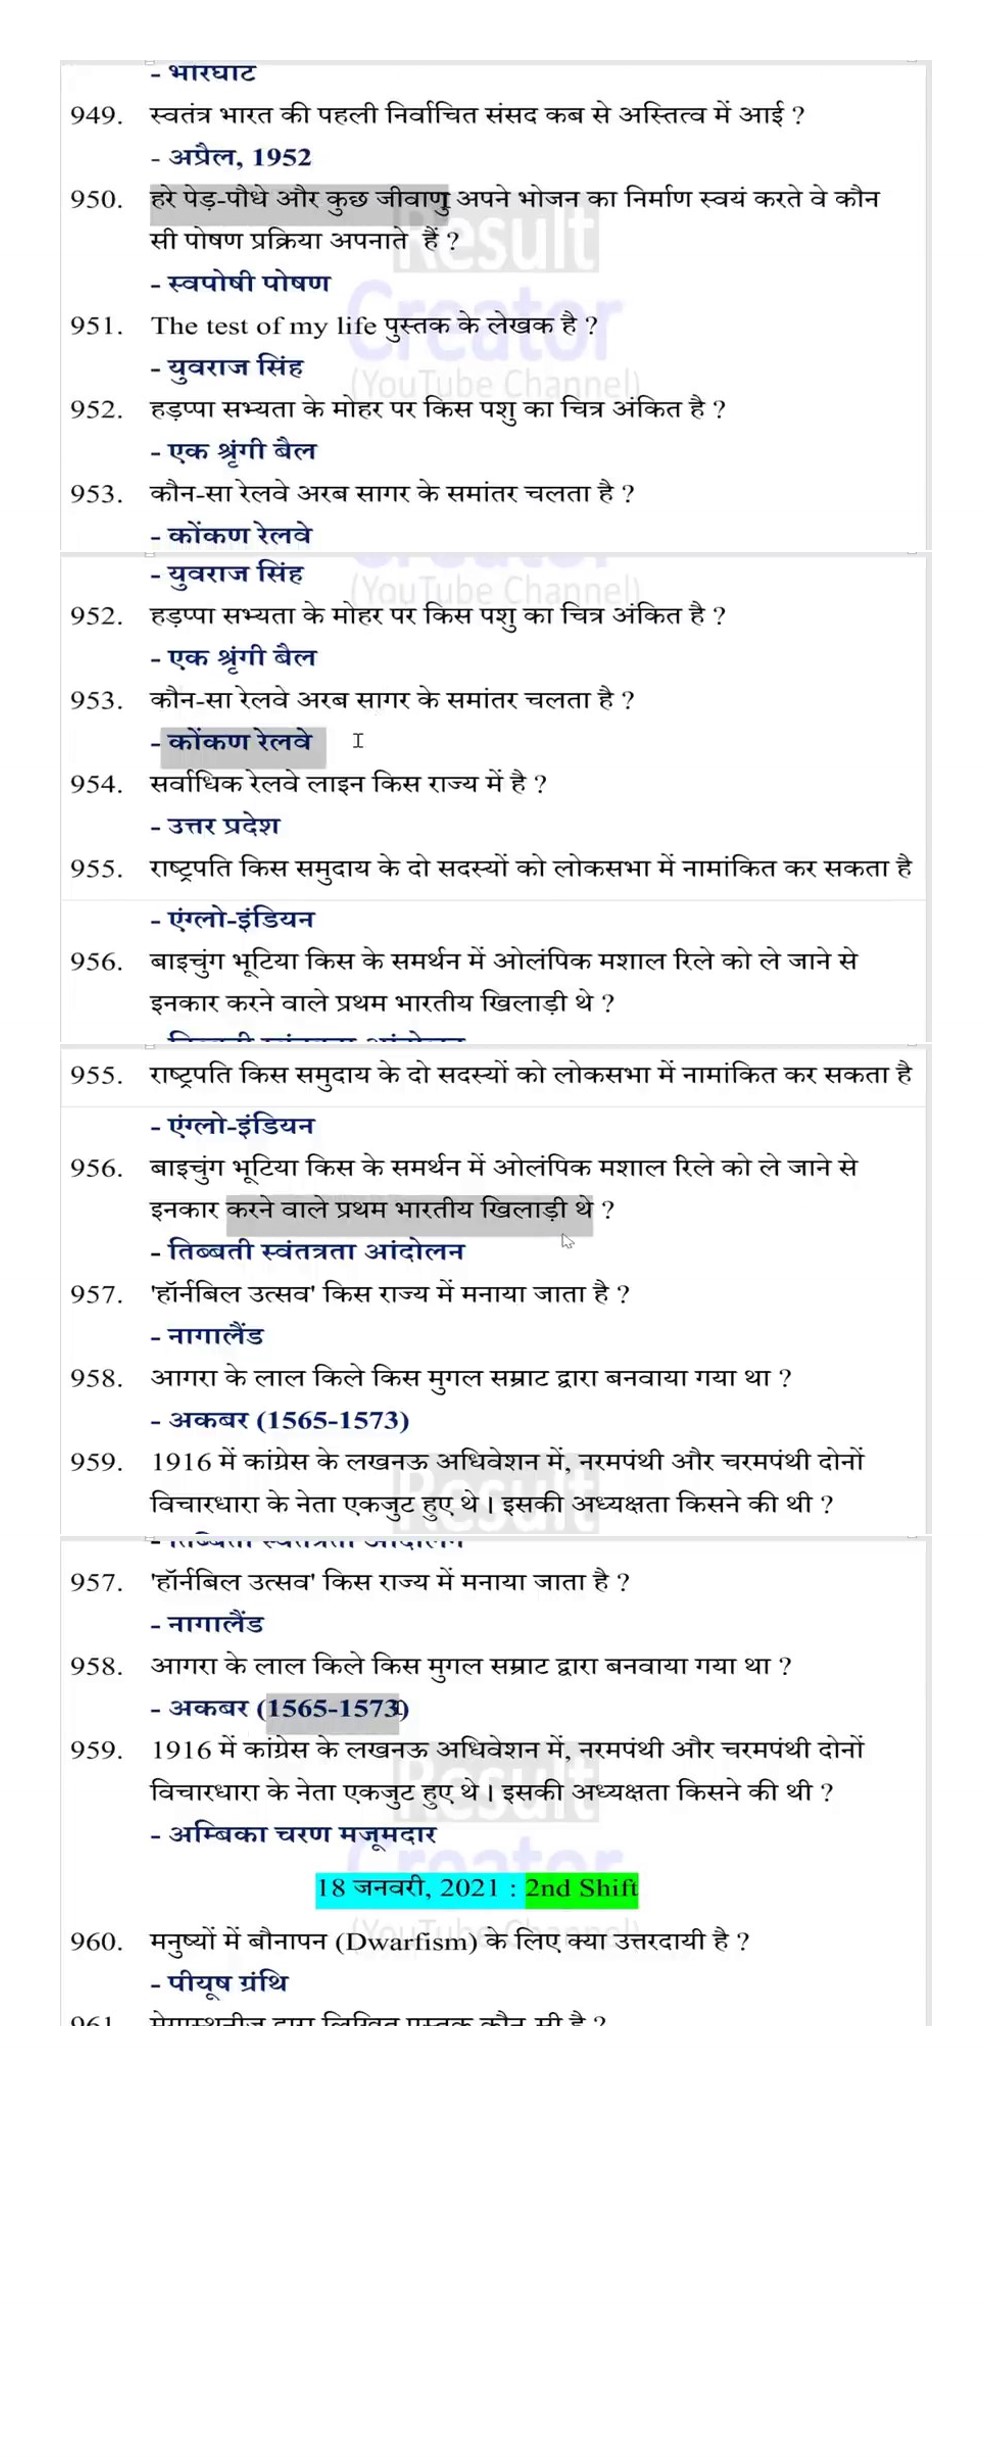 - भोरघाट
949. स्वतंत्र भारत की पहली निर्वाचित संसद कब से अस्तित्व में आई ?
- अप्रैल, 1952
950. हरे पेड़-पौधे और कुछ जीवाणु अपने भोजन का निर्माण स्वयं करते वे कौन
सी पोषण प्रक्रिया अपनाते हैं ?
Result
- स्वपोषी पोषण
Creator
951. The test of my life पुस्तक के लेखक है ?
- युवराज सिंह
(YouTube Channel)
952. हड़प्पा सभ्यता के मोहर पर किस पशु का चित्र अंकित है ?
- एक श्रृंगी बैल
953. कौन-सा रेलवे अरब सागर के समांतर चलता है ?
- कोंकण रेलवे
- युवराज सिंह
(YouTube Channel)
952. हड़प्पा सभ्यता के मोहर पर किस पशु का चित्र अंकित है ?
- एक श्रृंगी बैल
953. कौन-सा रेलवे अरब सागर के समांतर चलता है ?
- कोंकण रेलवे
954. सर्वाधिक रेलवे लाइन किस राज्य में है ?
- उत्तर प्रदेश
955. राष्ट्रपति किस समुदाय के दो सदस्यों को लोकसभा में नामांकित कर सकता है
- एंग्लो-इंडियन
956. बाइचुंग भूटिया किस के समर्थन में ओलंपिक मशाल रिले को ले जाने से
इनकार करने वाले प्रथम भारतीय खिलाड़ी थे ?
955. राष्ट्रपति किस समुदाय के दो सदस्यों को लोकसभा में नामांकित कर सकता है
- एंग्लो-इंडियन
956. बाइचुंग भूटिया किस के समर्थन में ओलंपिक मशाल रिले को ले जाने से
इनकार करने वाले प्रथम भारतीय खिलाड़ी थे ?
- तिब्बती स्वंतत्रता आंदोलन
957. 'हॉर्नबिल उत्सव' किस राज्य में मनाया जाता है ?
- नागालैंड
958. आगरा के लाल किले किस मुगल सम्राट द्वारा बनवाया गया था ?
- अकबर (1565-1573)
959. 1916 में कांग्रेस के लखनऊ अधिवेशन में, नरमपंथी और चरमपंथी दोनों
विचारधारा के नेता एकजुट हुए थे । इसकी अध्यक्षता किसने की थी ?
Result
957. 'हॉर्नबिल उत्सव' किस राज्य में मनाया जाता है ?
- नागालैंड
958. आगरा के लाल किले किस मुगल सम्राट द्वारा बनवाया गया था ?
- अकबर (1565-1573)
959. 1916 में कांग्रेस के लखनऊ अधिवेशन में, नरमपंथी और चरमपंथी दोनों
विचारधारा के नेता एकजुट हुए थे । इसकी अध्यक्षता किसने की थी ?
Result
- अम्बिका चरण मजूमदार
Creator
18 जनवरी, 2021 : 2nd Shift
960. मनुष्यों में बौनापन (Dwarfism) के लिए क्या उत्तरदायी है ?
(YouTube Channel)
- पीयूष ग्रंथि